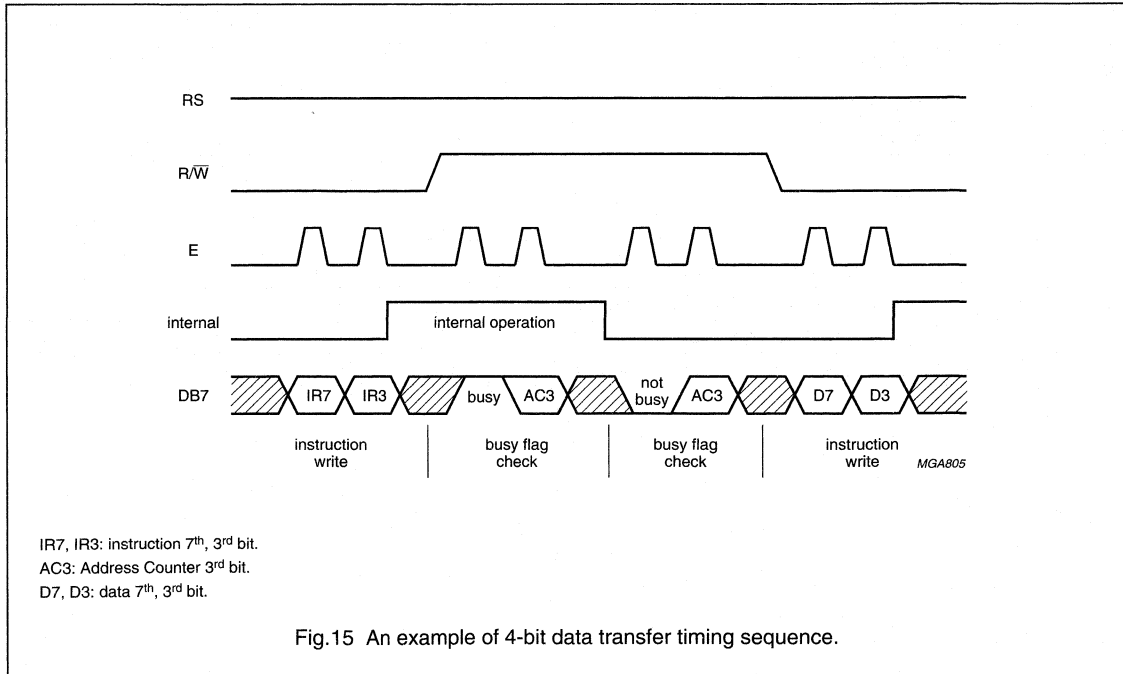 RS
R/W̅
E
internal
internal operation
DB7
IR7 IR3 busy AC3 not busy AC3 D7 D3
instruction write
busy flag check
busy flag check
instruction write
MGA805
IR7, IR3: instruction 7th, 3rd bit.
AC3: Address Counter 3rd bit.
D7, D3: data 7th, 3rd bit.
Fig.15 An example of 4-bit data transfer timing sequence.